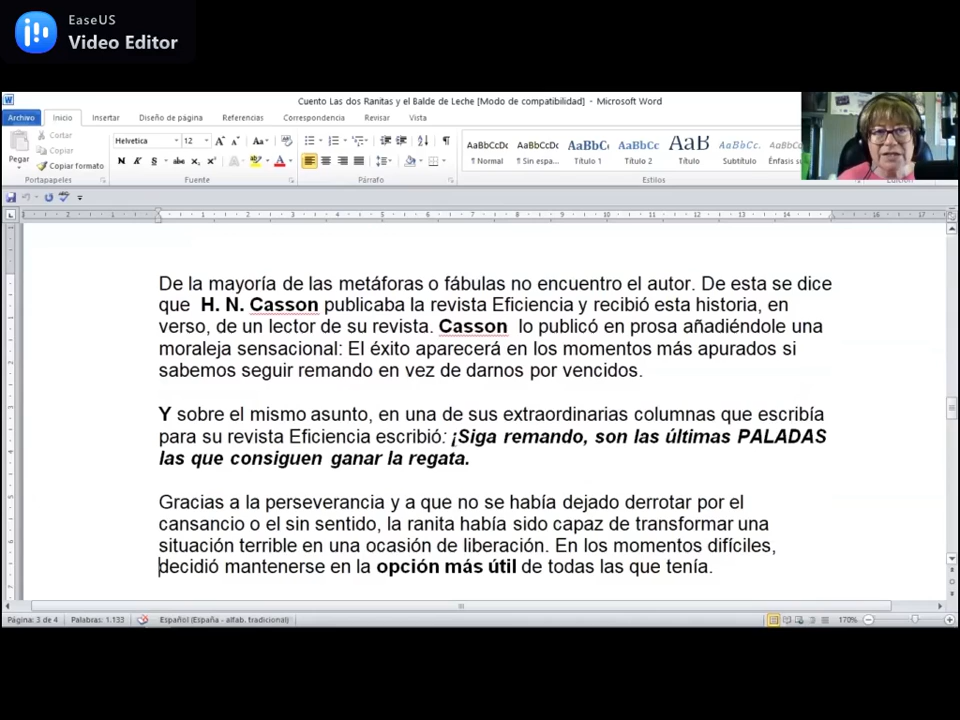 EaseUS
Video Editor
Cuento Las dos Ranitas y el Balde de Leche [Modo de compatibilidad] - Microsoft Word
Archivo Inicio Insertar Diseño de página Referencias Correspondencia Revisar Vista
Cortar
Copiar
Pegar
Copiar formato
Portapapeles
Helvetica 12
Fuente
Párrafo
AaBbCcDc AaBbCcDc AaBbC AaBbCc AaB AaBbCc. AaBbCcDc
¶ Normal ¶ Sin espa... Título 1 Título 2 Título Subtítulo Énfasis
Estilos
De la mayoría de las metáforas o fábulas no encuentro el autor. De esta se dice
que H. N. Casson publicaba la revista Eficiencia y recibió esta historia, en
verso, de un lector de su revista. Casson lo publicó en prosa añadiéndole una
moraleja sensacional: El éxito aparecerá en los momentos más apurados si
sabemos seguir remando en vez de darnos por vencidos.
Y sobre el mismo asunto, en una de sus extraordinarias columnas que escribía
para su revista Eficiencia escribió: ¡Siga remando, son las últimas PALADAS
las que consiguen ganar la regata.
Gracias a la perseverancia y a que no se había dejado derrotar por el
cansancio o el sin sentido, la ranita había sido capaz de transformar una
situación terrible en una ocasión de liberación. En los momentos difíciles,
decidió mantenerse en la opción más útil de todas las que tenía.
Página: 3 de 4 Palabras: 1.133 Español (España - alfab. tradicional) 170%